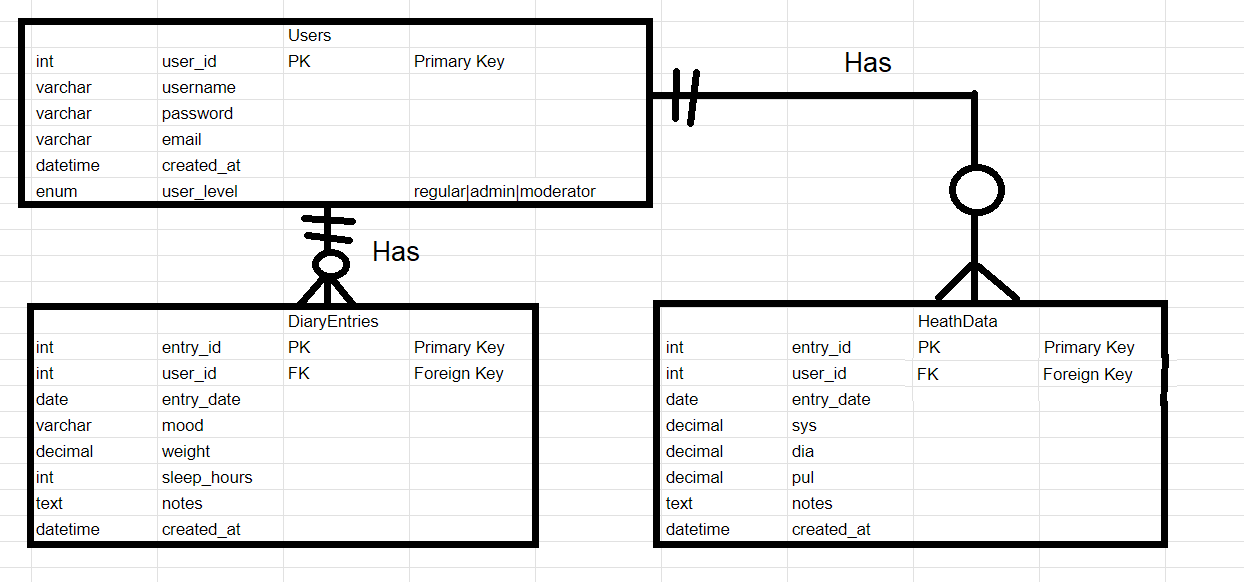 Users
int user_id PK Primary Key
varchar username
varchar password
varchar email
datetime created_at
enum user_level regular|admin|moderator
Has
Has
DiaryEntries
int entry_id PK Primary Key
int user_id FK Foreign Key
date entry_date
varchar mood
decimal weight
int sleep_hours
text notes
datetime created_at
HeathData
int entry_id PK Primary Key
int user_id FK Foreign Key
date entry_date
decimal sys
decimal dia
decimal pul
text notes
datetime created_at